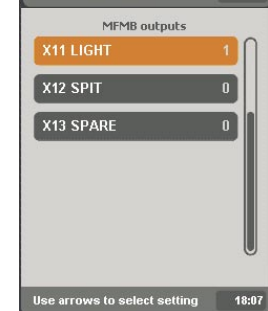 MFMB outputs
X11 LIGHT 1
X12 SPIT 0
X13 SPARE 0
Use arrows to select setting 18:07